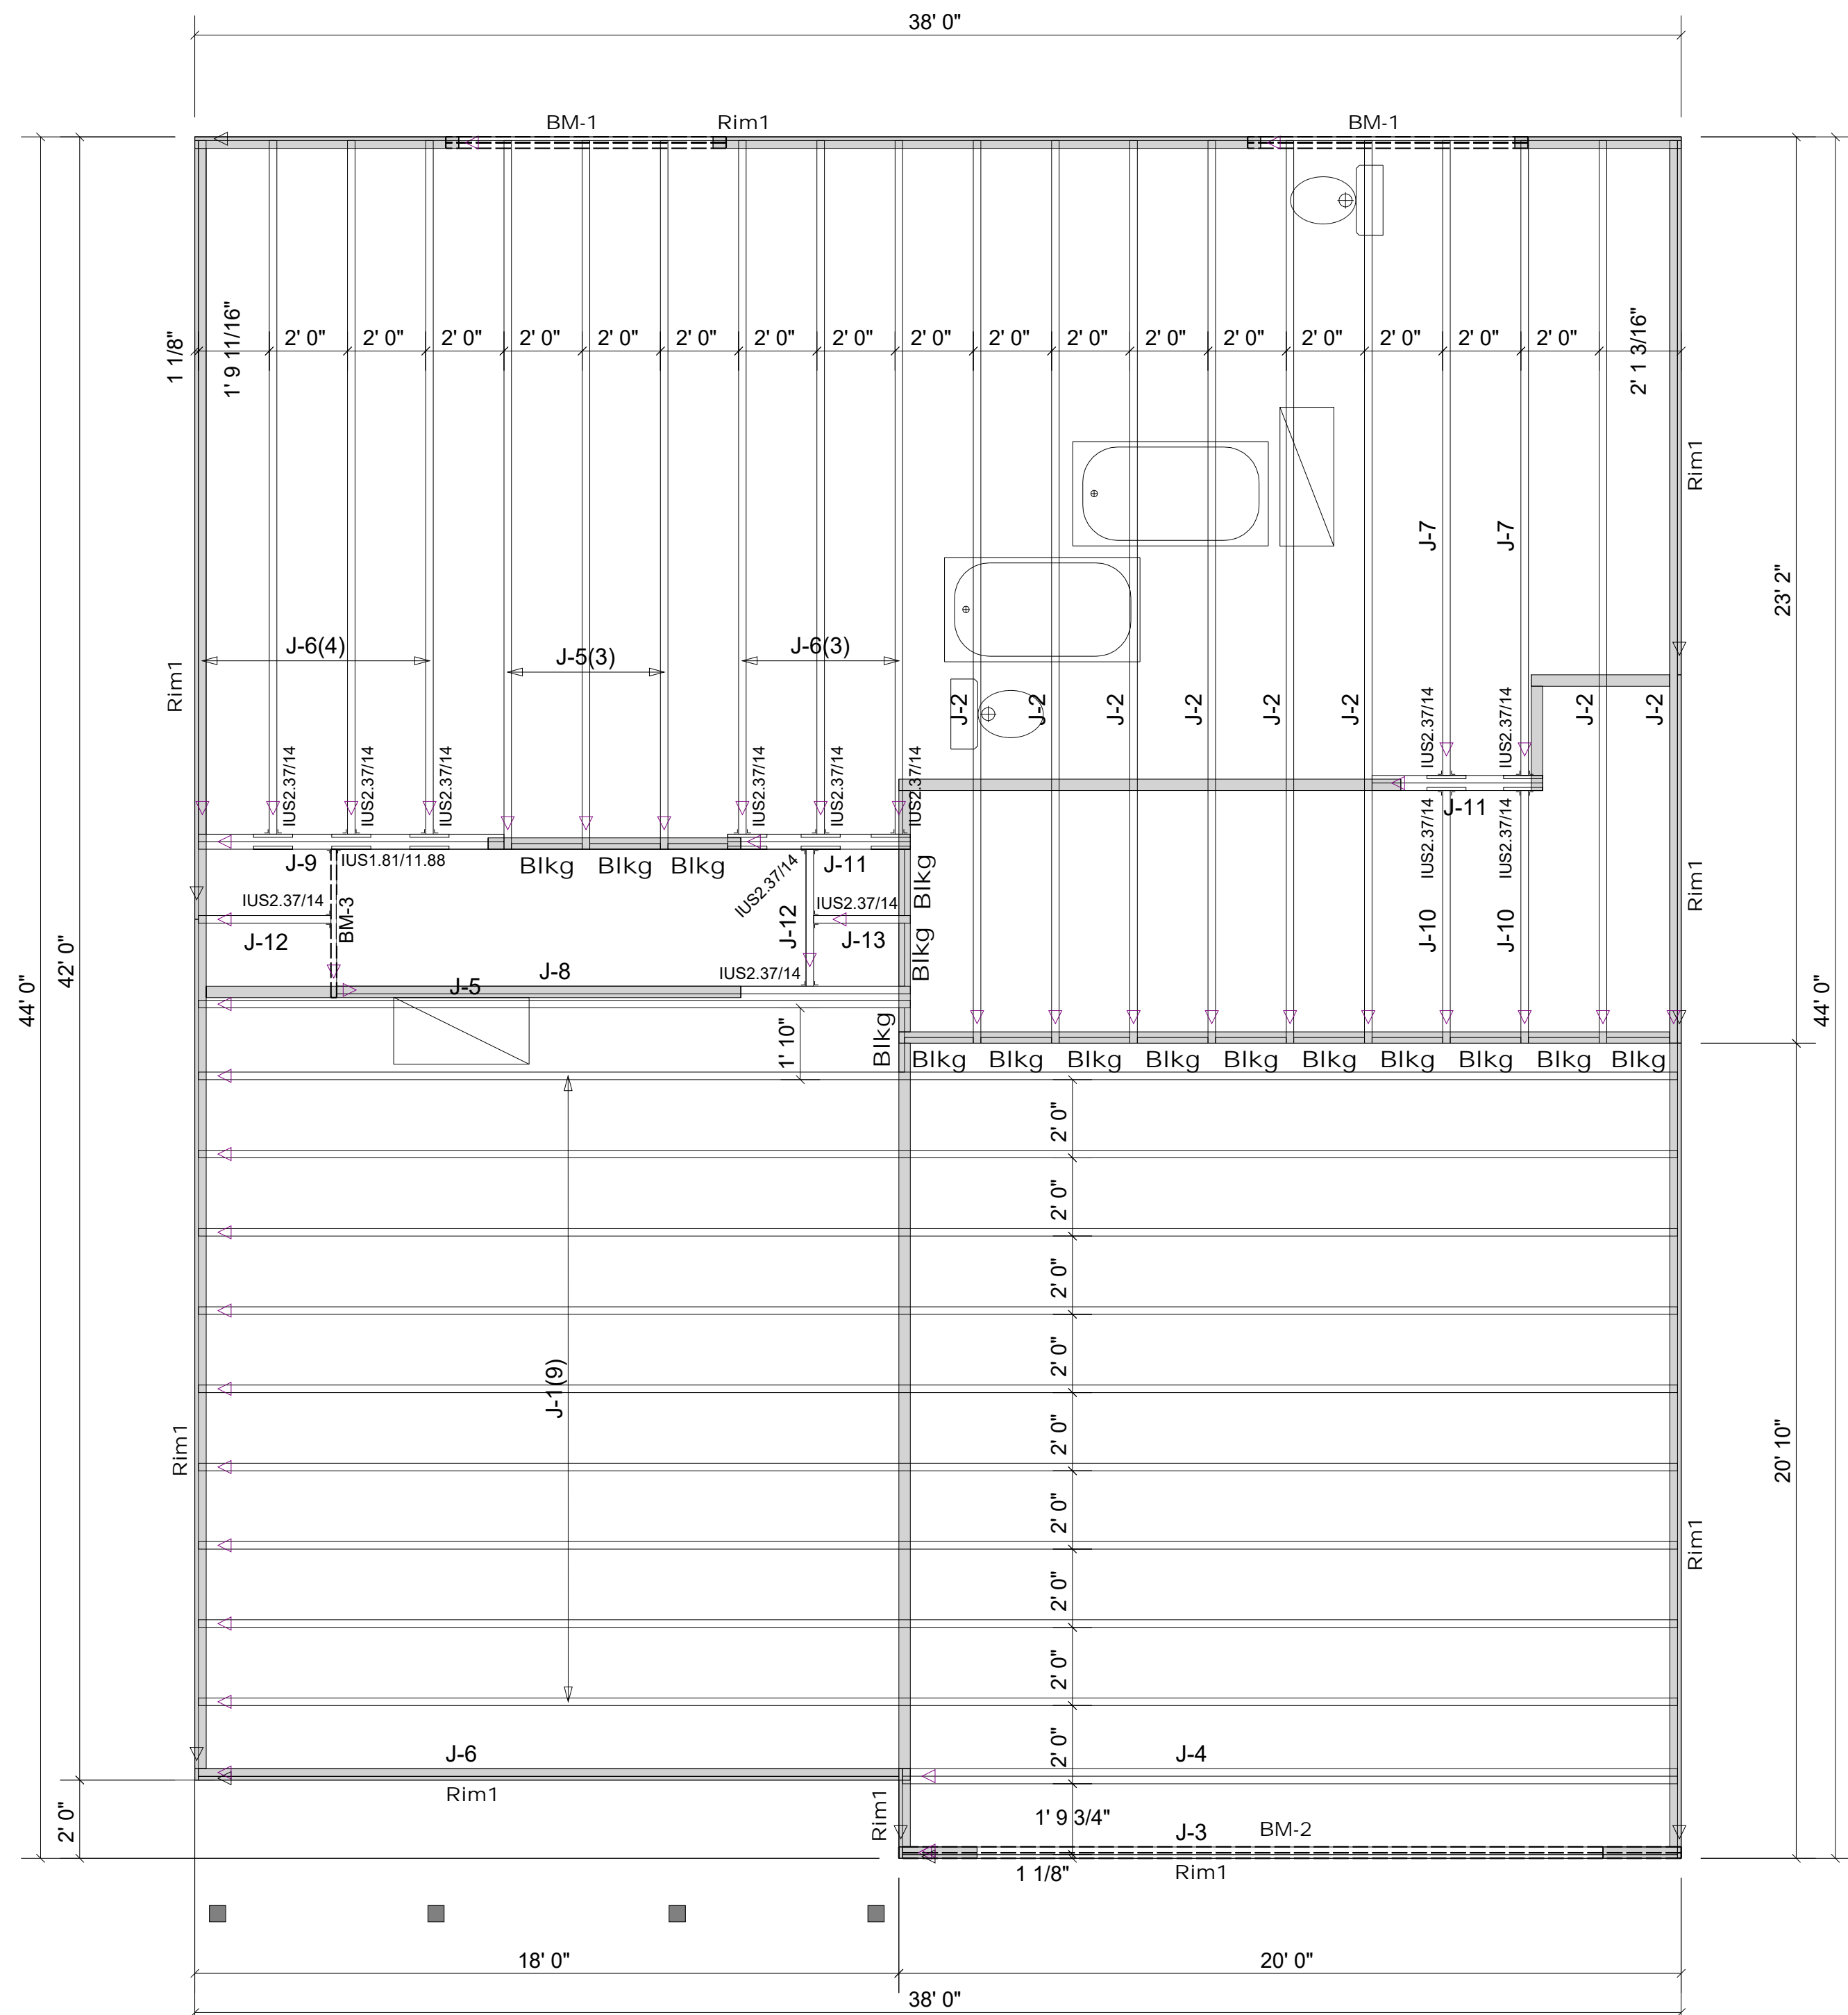 38' 0"
BM-1 Rim1 BM-1
1 1/8" 1' 9 11/16" 2' 0" 2' 0" 2' 0" 2' 0" 2' 0" 2' 0" 2' 0" 2' 0" 2' 0" 2' 0" 2' 0" 2' 0" 2' 0" 2' 0" 2' 0" 2' 0" 2' 0" 2' 1 3/16"
Rim1
J-7 J-7
23' 2"
J-6(4) J-5(3) J-6(3)
Rim1
J-2 J-2 J-2 J-2 J-2 J-2 J-2 J-2
IUS2.37/14 IUS2.37/14
IUS2.37/14 IUS2.37/14 IUS2.37/14 IUS2.37/14 IUS2.37/14 IUS2.37/14
J-11
IUS2.37/14 IUS2.37/14
J-9 IUS1.81/11.88 Blkg Blkg Blkg IUS2.37/14 J-11 Blkg
Rim1
IUS2.37/14 BM-3 J-12 IUS2.37/14
J-12 J-13 Blkg J-10 J-10
42' 0"
44' 0"
44' 0"
J-5 J-8 IUS2.37/14
1' 10" Blkg
Blkg Blkg Blkg Blkg Blkg Blkg Blkg Blkg Blkg Blkg
2' 0"
2' 0"
2' 0"
2' 0"
J-1(9)
2' 0"
Rim1
20' 10"
2' 0"
Rim1
2' 0"
2' 0"
2' 0"
J-6 J-4
Rim1
2' 0"
Rim1
1' 9 3/4"
J-3 BM-2
1 1/8" Rim1
18' 0" 20' 0"
38' 0"